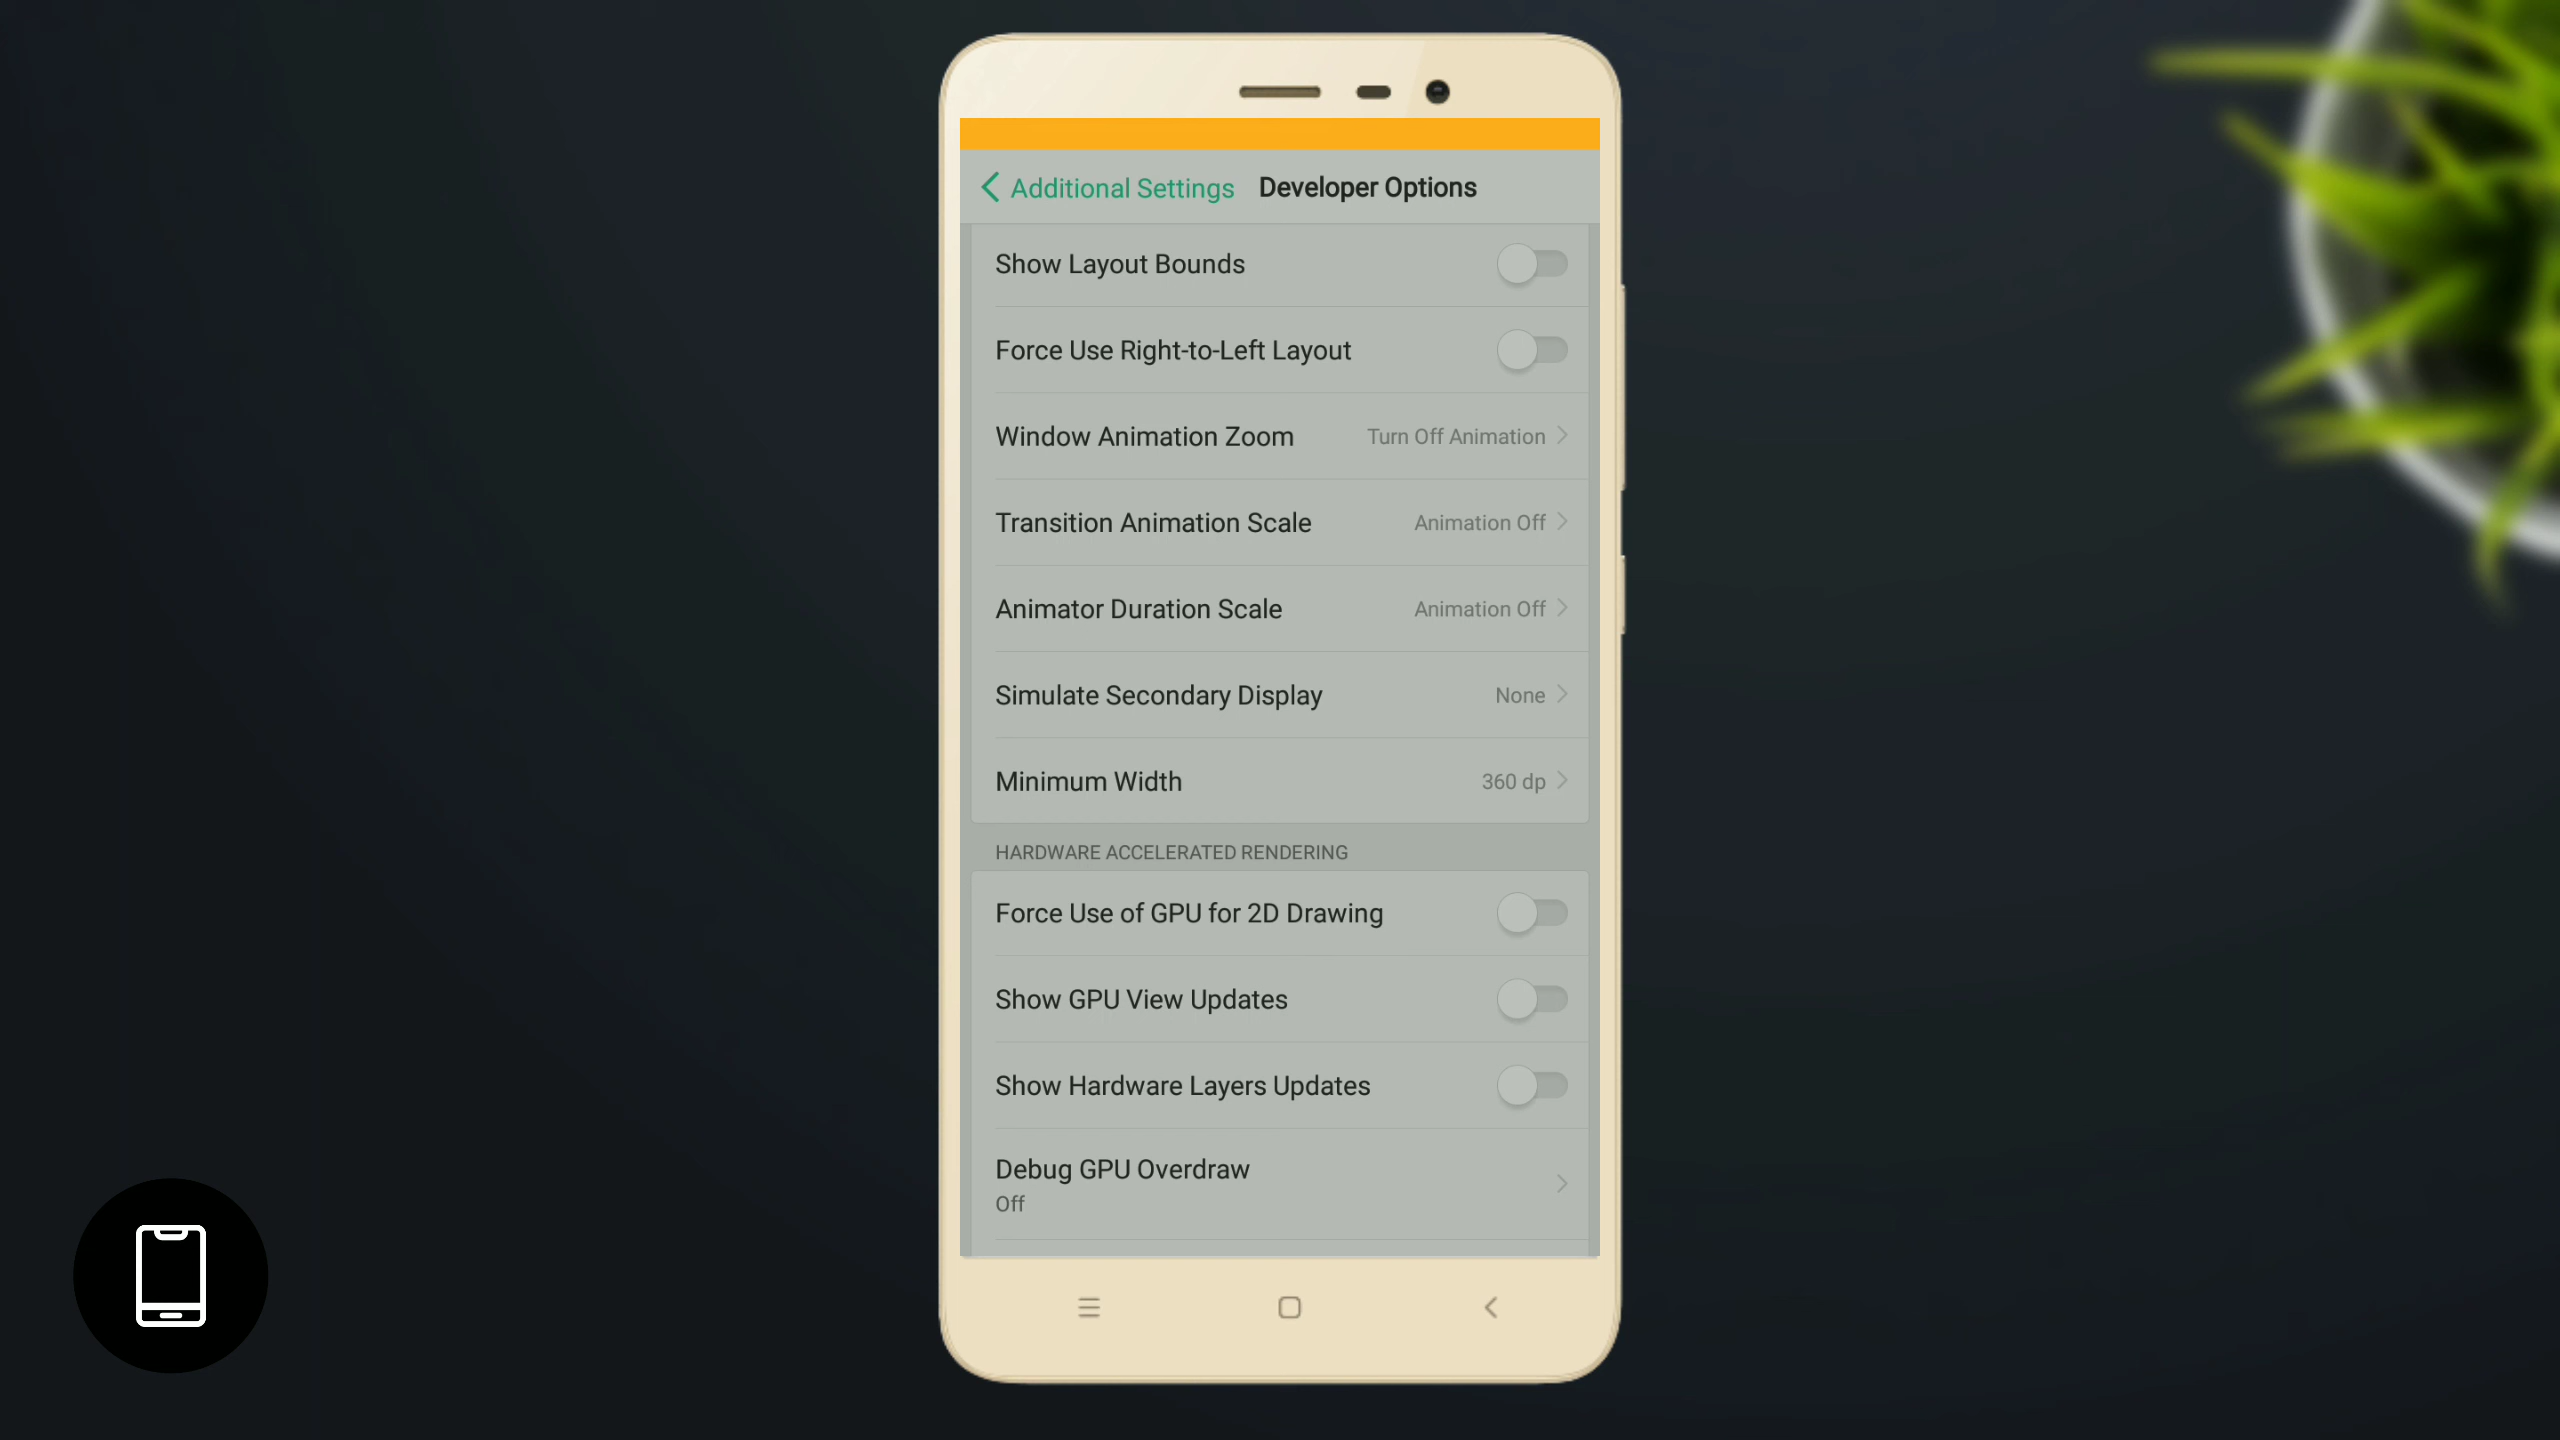 Additional Settings Developer Options
Show Layout Bounds
Force Use Right-to-Left Layout
Window Animation Zoom Turn Off Animation
Transition Animation Scale Animation Off
Animator Duration Scale Animation Off
Simulate Secondary Display None
Minimum Width 360 dp
HARDWARE ACCELERATED RENDERING
Force Use of GPU for 2D Drawing
Show GPU View Updates
Show Hardware Layers Updates
Debug GPU Overdraw
Off